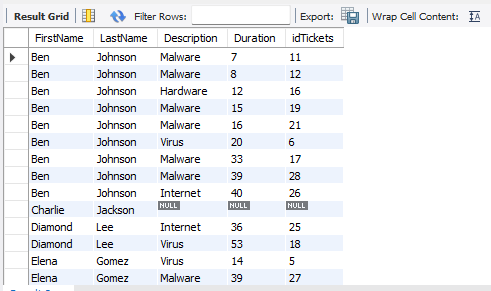 Result Grid Filter Rows: Export: Wrap Cell Content:
FirstName LastName Description Duration idTickets
Ben Johnson Malware 7 11
Ben Johnson Malware 8 12
Ben Johnson Hardware 12 16
Ben Johnson Malware 15 19
Ben Johnson Malware 16 21
Ben Johnson Virus 20 6
Ben Johnson Malware 33 17
Ben Johnson Malware 39 28
Ben Johnson Internet 40 26
Charlie Jackson NULL NULL NULL
Diamond Lee Internet 36 25
Diamond Lee Virus 53 18
Elena Gomez Virus 14 5
Elena Gomez Malware 39 27